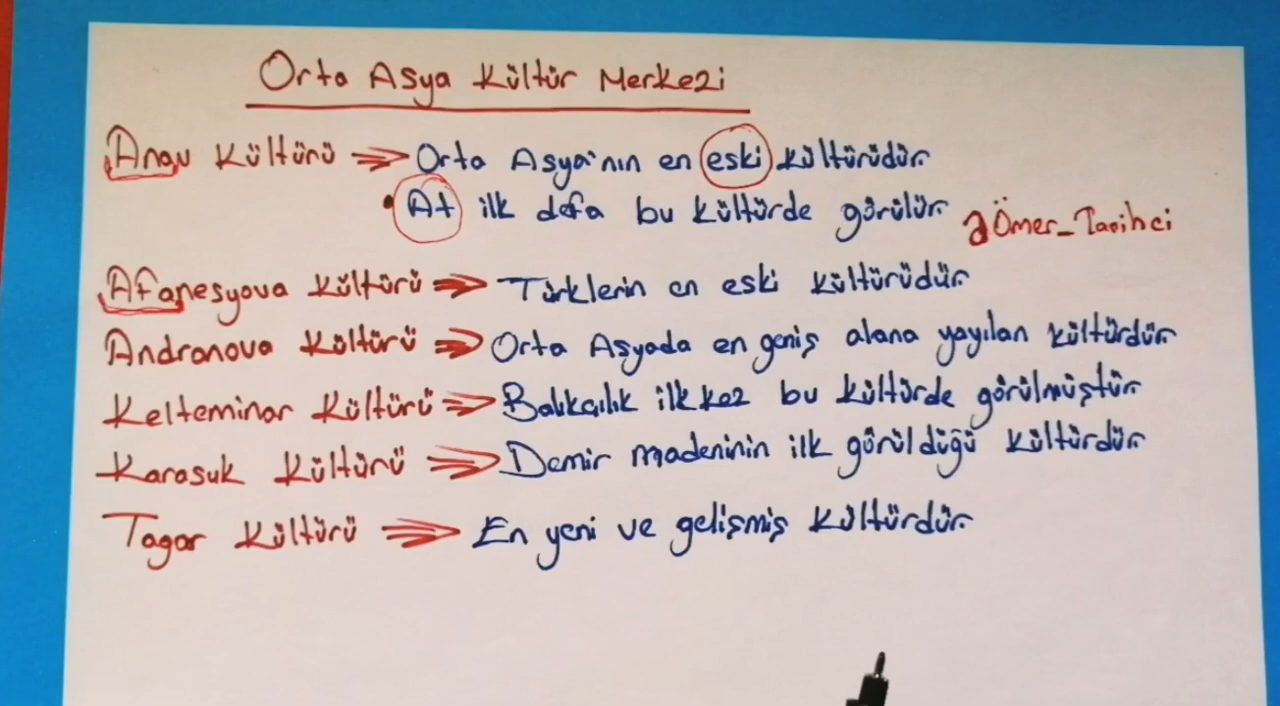 Orta Asya Kültür Merkezi
Anav Kültürü => Orta Asya'nın en eski kültürüdür.
• At ilk defa bu kültürde görülür.
@Ömer_Tarihci
Afanesyova Kültürü => Türklerin en eski kültürüdür.
Andronova Kültürü => Orta Asyada en geniş alana yayılan kültürdür.
Kelteminar Kültürü => Balıkçılık ilk kez bu kültürde görülmüştür.
Karasuk Kültürü => Demir madeninin ilk görüldüğü kültürdür.
Tagar Kültürü => En yeni ve gelişmiş kültürdür.